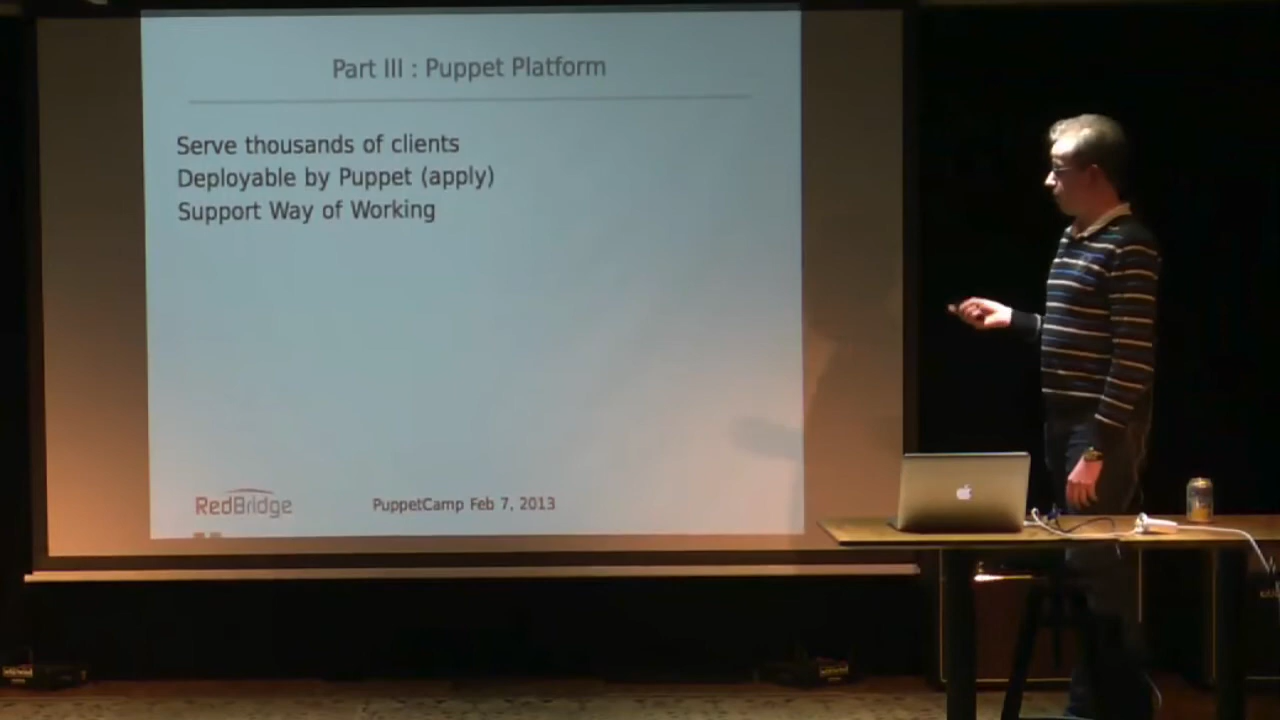 Part III : Puppet Platform
Serve thousands of clients
Deployable by Puppet (apply)
Support Way of Working
RedBridge
PuppetCamp Feb 7, 2013